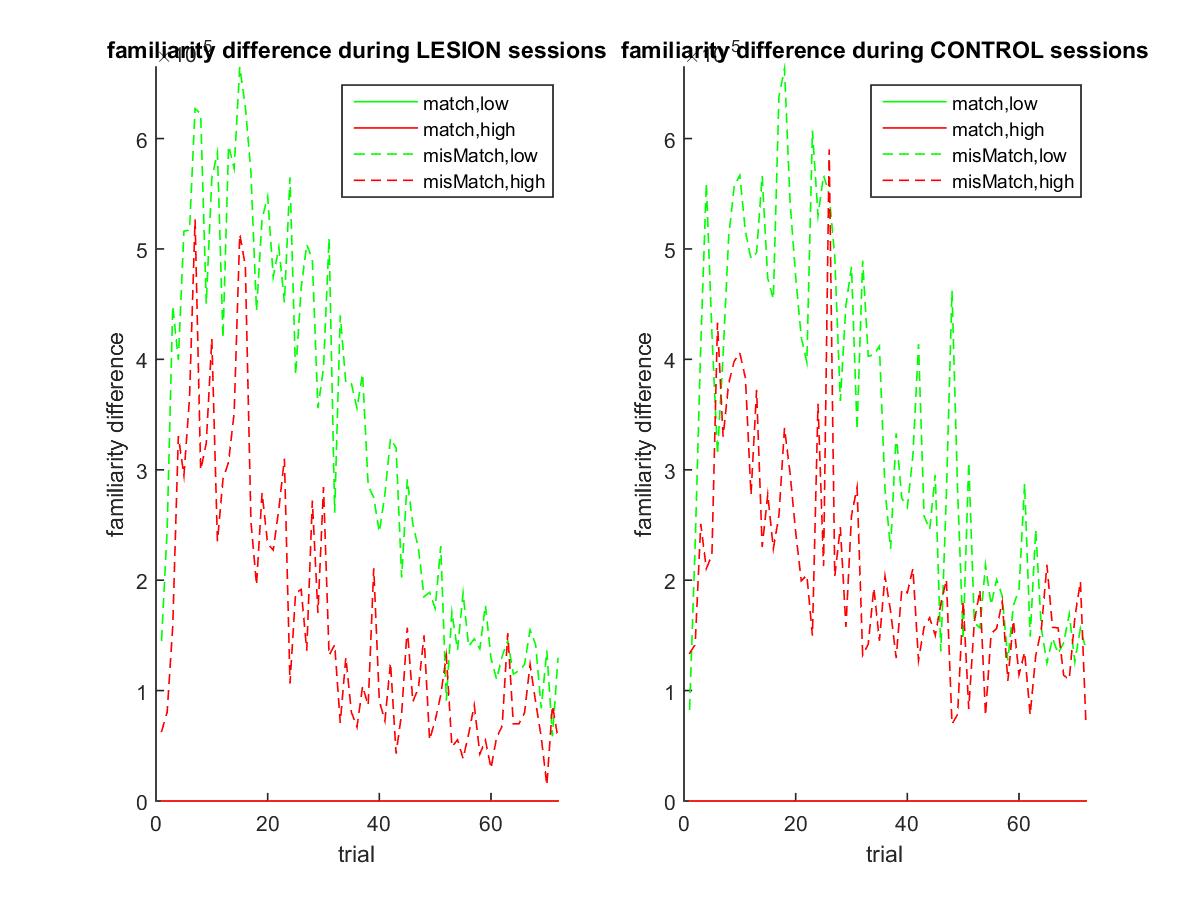 familiarity difference during LESION sessions
familiarity difference
6
5
4
3
2
1
0
0 20 40 60
trial
match,low
match,high
misMatch,low
misMatch,high
familiarity difference during CONTROL sessions
familiarity difference
6
5
4
3
2
1
0
0 20 40 60
trial
match,low
match,high
misMatch,low
misMatch,high